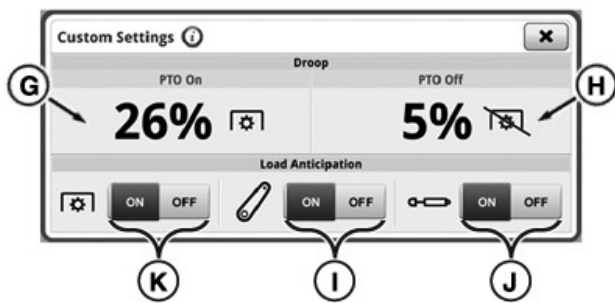 Custom Settings i
Droop
PTO On PTO Off
G H
26% 5%
Load Anticipation
ON OFF ON OFF ON OFF
K I J